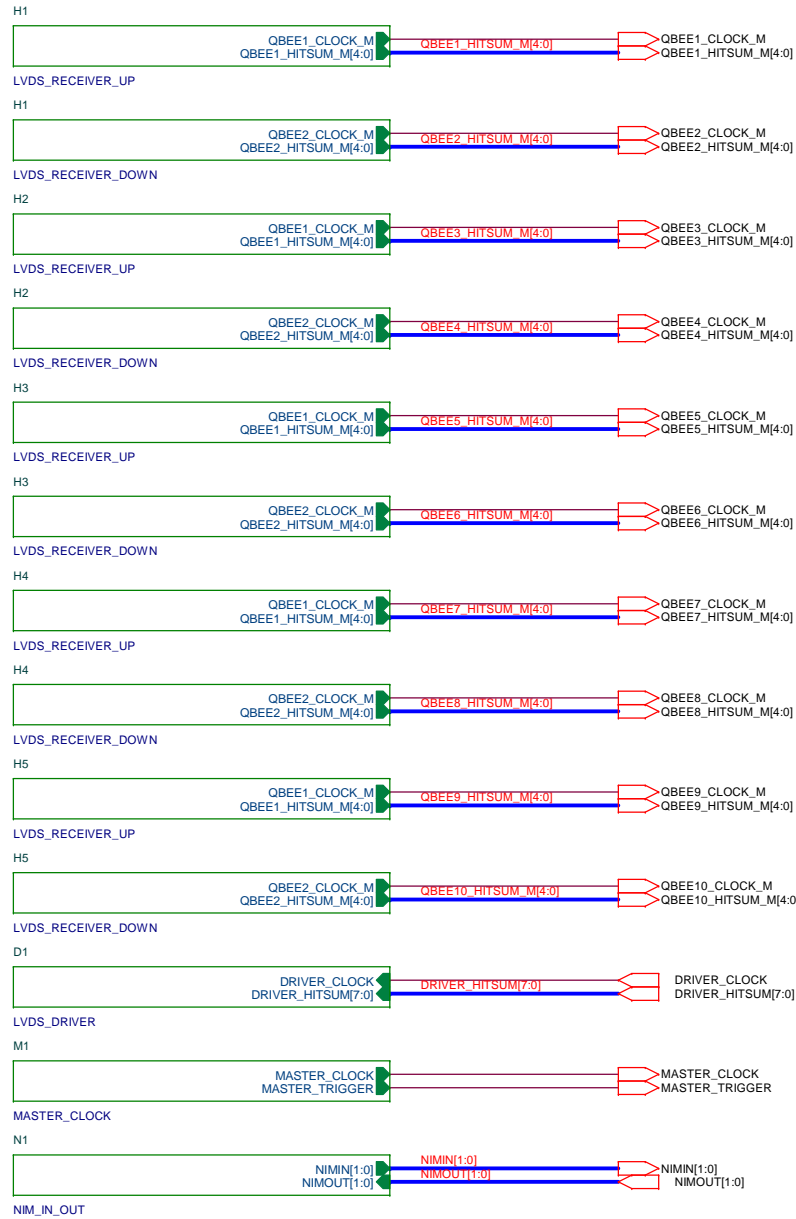 H1
QBEE1_CLOCK_M QBEE1_CLOCK_M
QBEE1_HITSUM_M[4:0] QBEE1_HITSUM_M[4:0] QBEE1_HITSUM_M[4:0]
LVDS_RECEIVER_UP
H1
QBEE2_CLOCK_M QBEE2_CLOCK_M
QBEE2_HITSUM_M[4:0] QBEE2_HITSUM_M[4:0] QBEE2_HITSUM_M[4:0]
LVDS_RECEIVER_DOWN
H2
QBEE1_CLOCK_M QBEE3_CLOCK_M
QBEE1_HITSUM_M[4:0] QBEE3_HITSUM_M[4:0] QBEE3_HITSUM_M[4:0]
LVDS_RECEIVER_UP
H2
QBEE2_CLOCK_M QBEE4_CLOCK_M
QBEE2_HITSUM_M[4:0] QBEE4_HITSUM_M[4:0] QBEE4_HITSUM_M[4:0]
LVDS_RECEIVER_DOWN
H3
QBEE1_CLOCK_M QBEE5_CLOCK_M
QBEE1_HITSUM_M[4:0] QBEE5_HITSUM_M[4:0] QBEE5_HITSUM_M[4:0]
LVDS_RECEIVER_UP
H3
QBEE2_CLOCK_M QBEE6_CLOCK_M
QBEE2_HITSUM_M[4:0] QBEE6_HITSUM_M[4:0] QBEE6_HITSUM_M[4:0]
LVDS_RECEIVER_DOWN
H4
QBEE1_CLOCK_M QBEE7_CLOCK_M
QBEE1_HITSUM_M[4:0] QBEE7_HITSUM_M[4:0] QBEE7_HITSUM_M[4:0]
LVDS_RECEIVER_UP
H4
QBEE2_CLOCK_M QBEE8_CLOCK_M
QBEE2_HITSUM_M[4:0] QBEE8_HITSUM_M[4:0] QBEE8_HITSUM_M[4:0]
LVDS_RECEIVER_DOWN
H5
QBEE1_CLOCK_M QBEE9_CLOCK_M
QBEE1_HITSUM_M[4:0] QBEE9_HITSUM_M[4:0] QBEE9_HITSUM_M[4:0]
LVDS_RECEIVER_UP
H5
QBEE2_CLOCK_M QBEE10_CLOCK_M
QBEE2_HITSUM_M[4:0] QBEE10_HITSUM_M[4:0] QBEE10_HITSUM_M[4:0
LVDS_RECEIVER_DOWN
D1
DRIVER_CLOCK DRIVER_CLOCK
DRIVER_HITSUM[7:0] DRIVER_HITSUM[7:0] DRIVER_HITSUM[7:0]
LVDS_DRIVER
M1
MASTER_CLOCK MASTER_CLOCK
MASTER_TRIGGER MASTER_TRIGGER
MASTER_CLOCK
N1
NIMIN[1:0] NIMIN[1:0] NIMIN[1:0]
NIMOUT[1:0] NIMOUT[1:0] NIMOUT[1:0]
NIM_IN_OUT